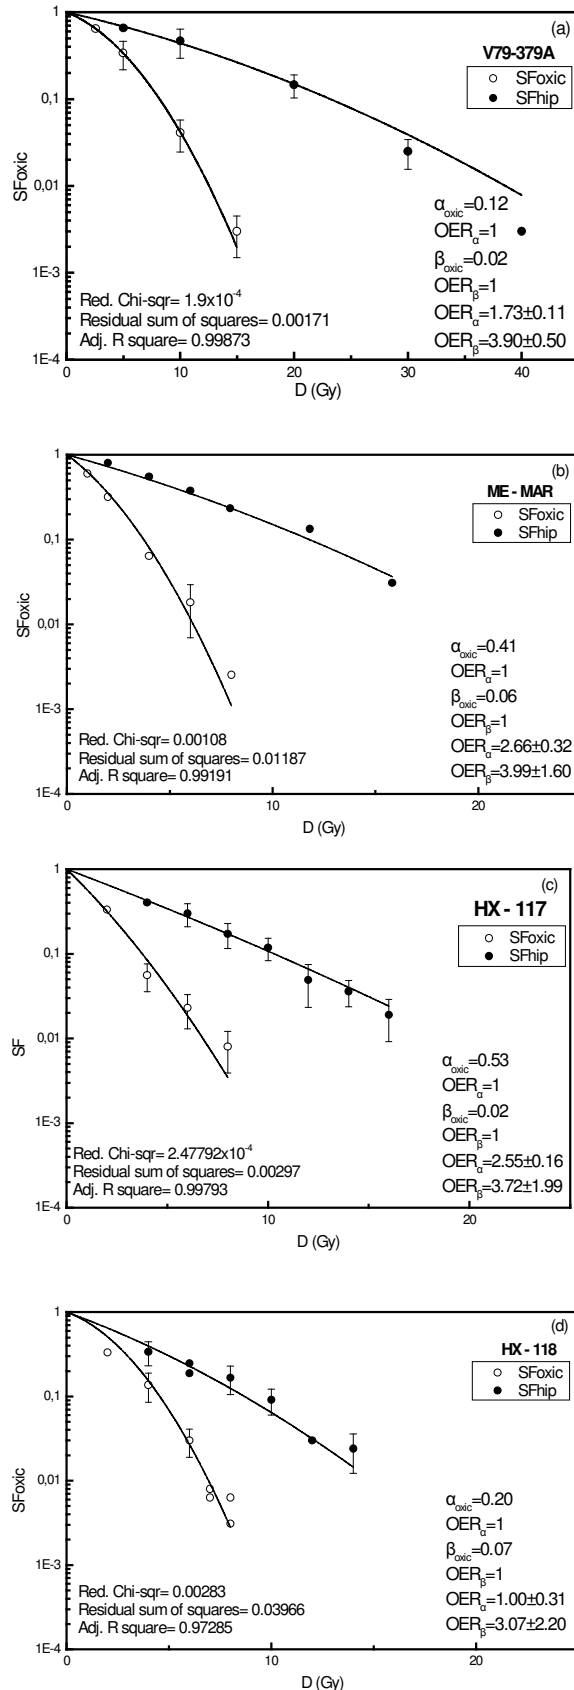 (a)
V79-379A
SFoxic
SFhip
1
0,1
0,01
1E-3
1E-4
SFoxic
α_oxic=0.12
OER_α=1
β_oxic=0.02
OER_β=1
OER_α=1.73±0.11
OER_β=3.90±0.50
Red. Chi-sqr= 1.9x10⁻⁴
Residual sum of squares= 0.00171
Adj. R square= 0.99873
0 10 20 30 40
D (Gy)
(b)
ME - MAR
SFoxic
SFhip
1
0,1
0,01
1E-3
1E-4
SFoxic
α_oxic=0.41
OER_α=1
β_oxic=0.06
OER_β=1
OER_α=2.66±0.32
OER_β=3.99±1.60
Red. Chi-sqr= 0.00108
Residual sum of squares= 0.01187
Adj. R square= 0.99191
0 10 20
D (Gy)
(c)
HX - 117
SFoxic
SFhip
1
0,1
0,01
1E-3
1E-4
SF
α_oxic=0.53
OER_α=1
β_oxic=0.02
OER_β=1
OER_α=2.55±0.16
OER_β=3.72±1.99
Red. Chi-sqr= 2.47792x10⁻⁴
Residual sum of squares= 0.00297
Adj. R square= 0.99793
0 10 20
D (Gy)
(d)
HX - 118
SFoxic
SFhip
1
0,1
0,01
1E-3
1E-4
SFoxic
α_oxic=0.20
OER_α=1
β_oxic=0.07
OER_β=1
OER_α=1.00±0.31
OER_β=3.07±2.20
Red. Chi-sqr= 0.00283
Residual sum of squares= 0.03966
Adj. R square= 0.97285
0 10 20
D (Gy)